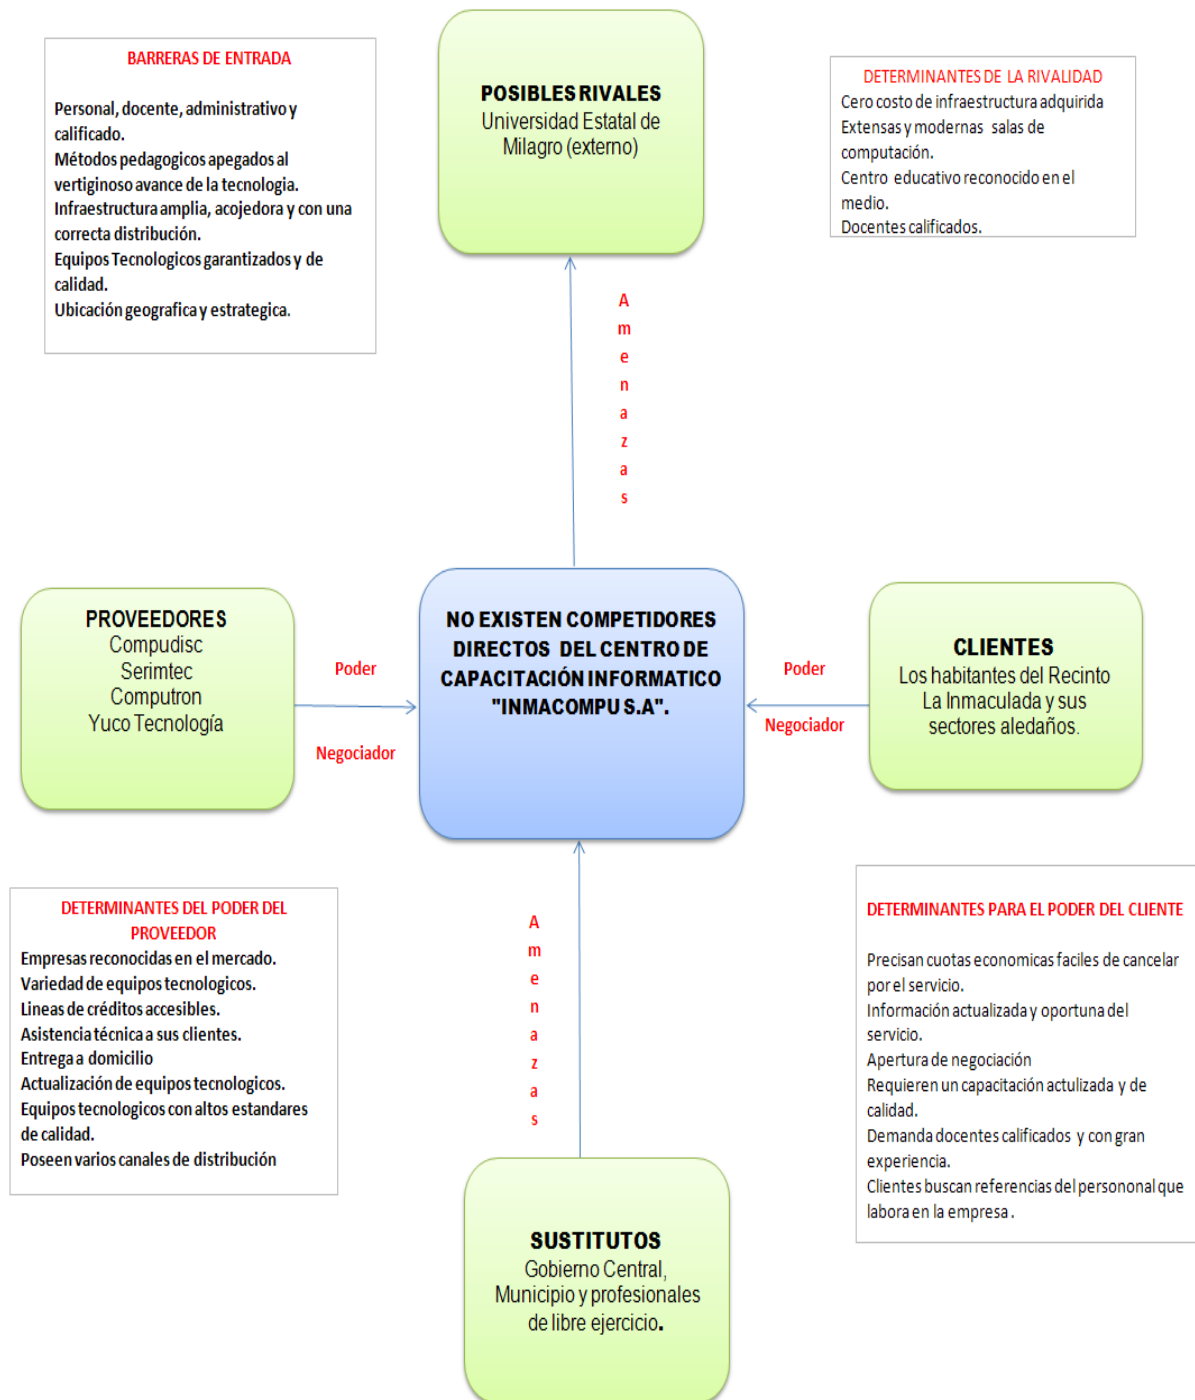 BARRERAS DE ENTRADA
Personal, docente, administrativo y
calificado.
Métodos pedagogicos apegados al
vertiginoso avance de la tecnologia.
Infraestructura amplia, acojedora y con una
correcta distribución.
Equipos Tecnologicos garantizados y de
calidad.
Ubicación geografica y estrategica.
POSIBLES RIVALES
Universidad Estatal de
Milagro (externo)
DETERMINANTES DE LA RIVALIDAD
Cero costo de infraestructura adquirida
Extensas y modernas salas de
computación.
Centro educativo reconocido en el
medio.
Docentes calificados.
A
m
e
n
a
z
a
s
PROVEEDORES
Compudisc
Serimtec
Computron
Yuco Tecnología
Poder
Negociador
NO EXISTEN COMPETIDORES
DIRECTOS DEL CENTRO DE
CAPACITACIÓN INFORMATICO
"INMACOMPU S.A".
Poder
Negociador
CLIENTES
Los habitantes del Recinto
La Inmaculada y sus
sectores aledaños.
DETERMINANTES DEL PODER DEL
PROVEEDOR
Empresas reconocidas en el mercado.
Variedad de equipos tecnologicos.
Lineas de créditos accesibles.
Asistencia técnica a sus clientes.
Entrega a domicilio
Actualización de equipos tecnologicos.
Equipos tecnologicos con altos estandares
de calidad.
Poseen varios canales de distribución
A
m
e
n
a
z
a
s
DETERMINANTES PARA EL PODER DEL CLIENTE
Precisan cuotas economicas faciles de cancelar
por el servicio.
Información actualizada y oportuna del
servicio.
Apertura de negociación
Requieren un capacitación actulizada y de
calidad.
Demanda docentes calificados y con gran
experiencia.
Clientes buscan referencias del persononal que
labora en la empresa .
SUSTITUTOS
Gobierno Central,
Municipio y profesionales
de libre ejercicio.